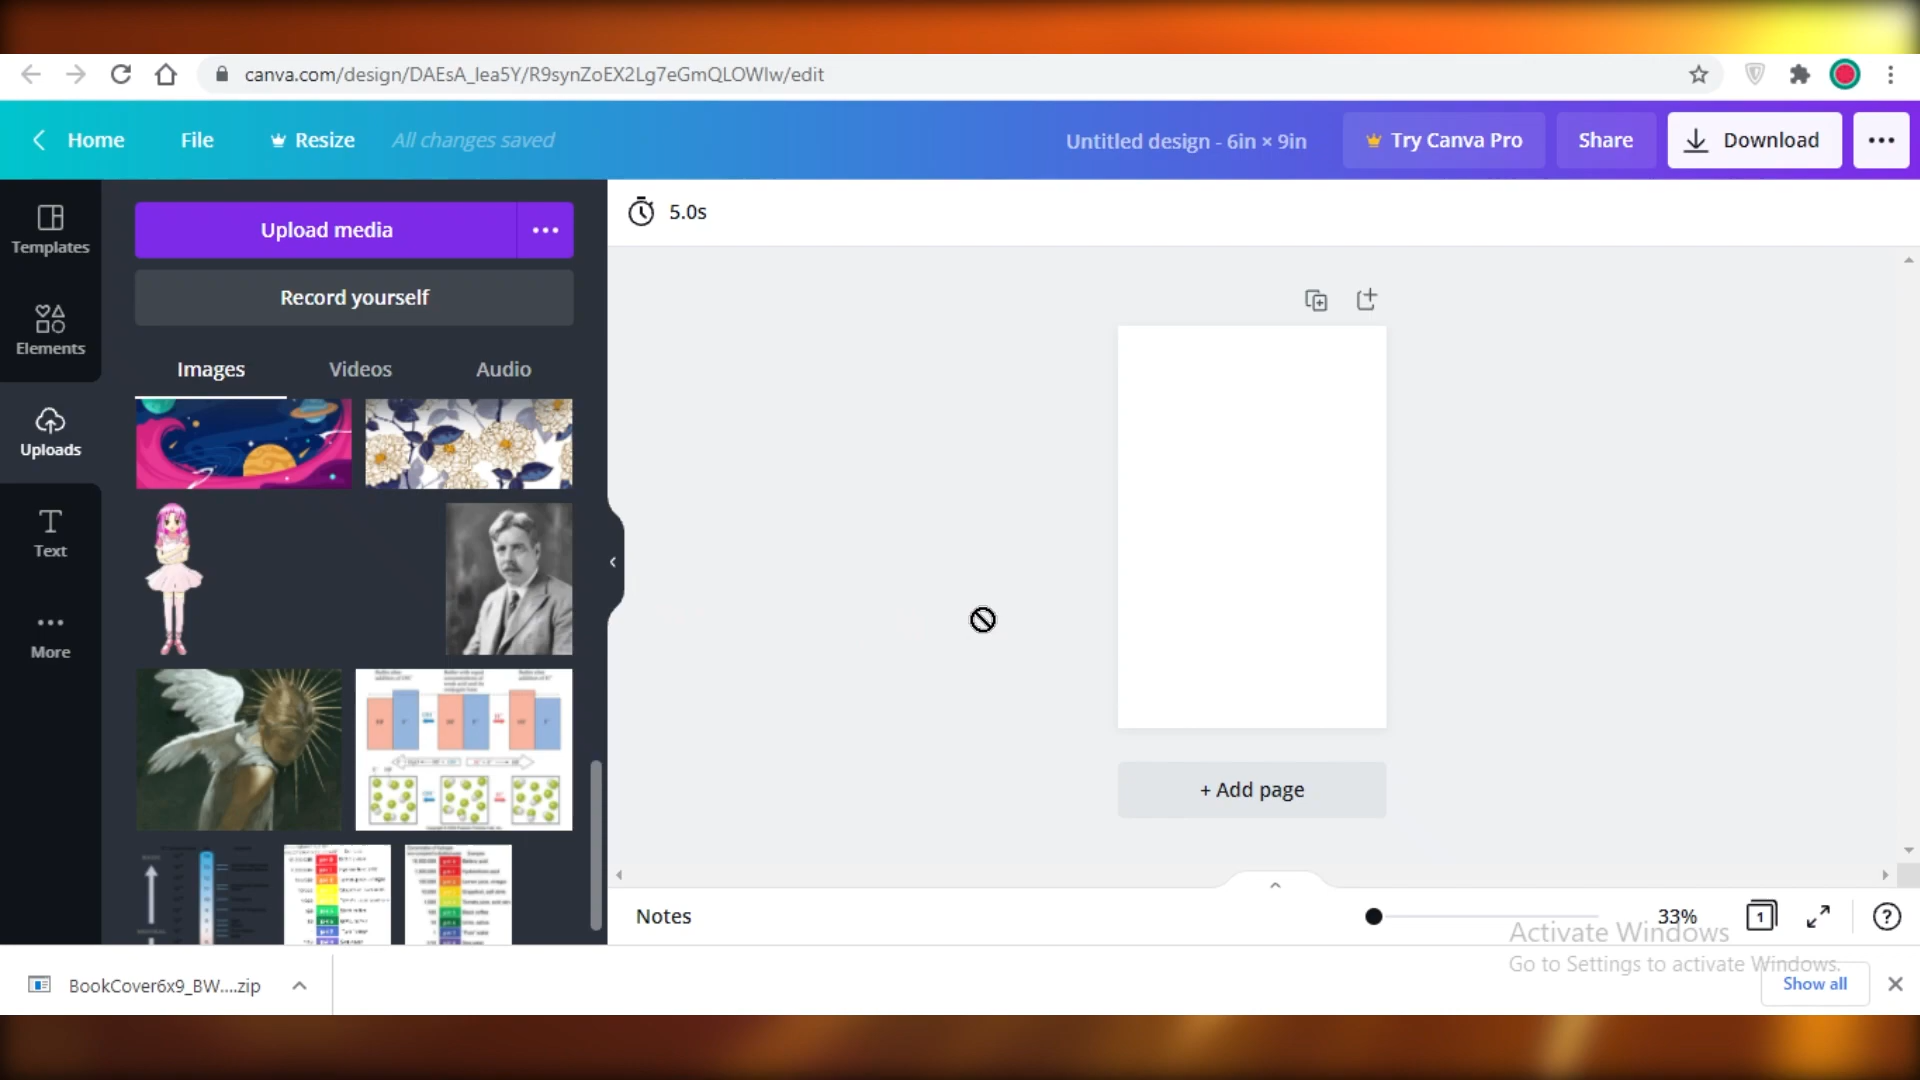 canva.com/design/DAEsA_Iea5Y/R9synZoEX2Lg7eGmQLOWlw/edit
Home
File
Resize
All changes saved
Untitled design - 6in × 9in
Try Canva Pro
Share
Download
Templates
Elements
Uploads
Text
More
Upload media
Record yourself
Images
Videos
Audio
5.0s
+ Add page
Notes
33%
1
Activate Windows
Go to Settings to activate Windows.
BookCover6x9_BW....zip
Show all